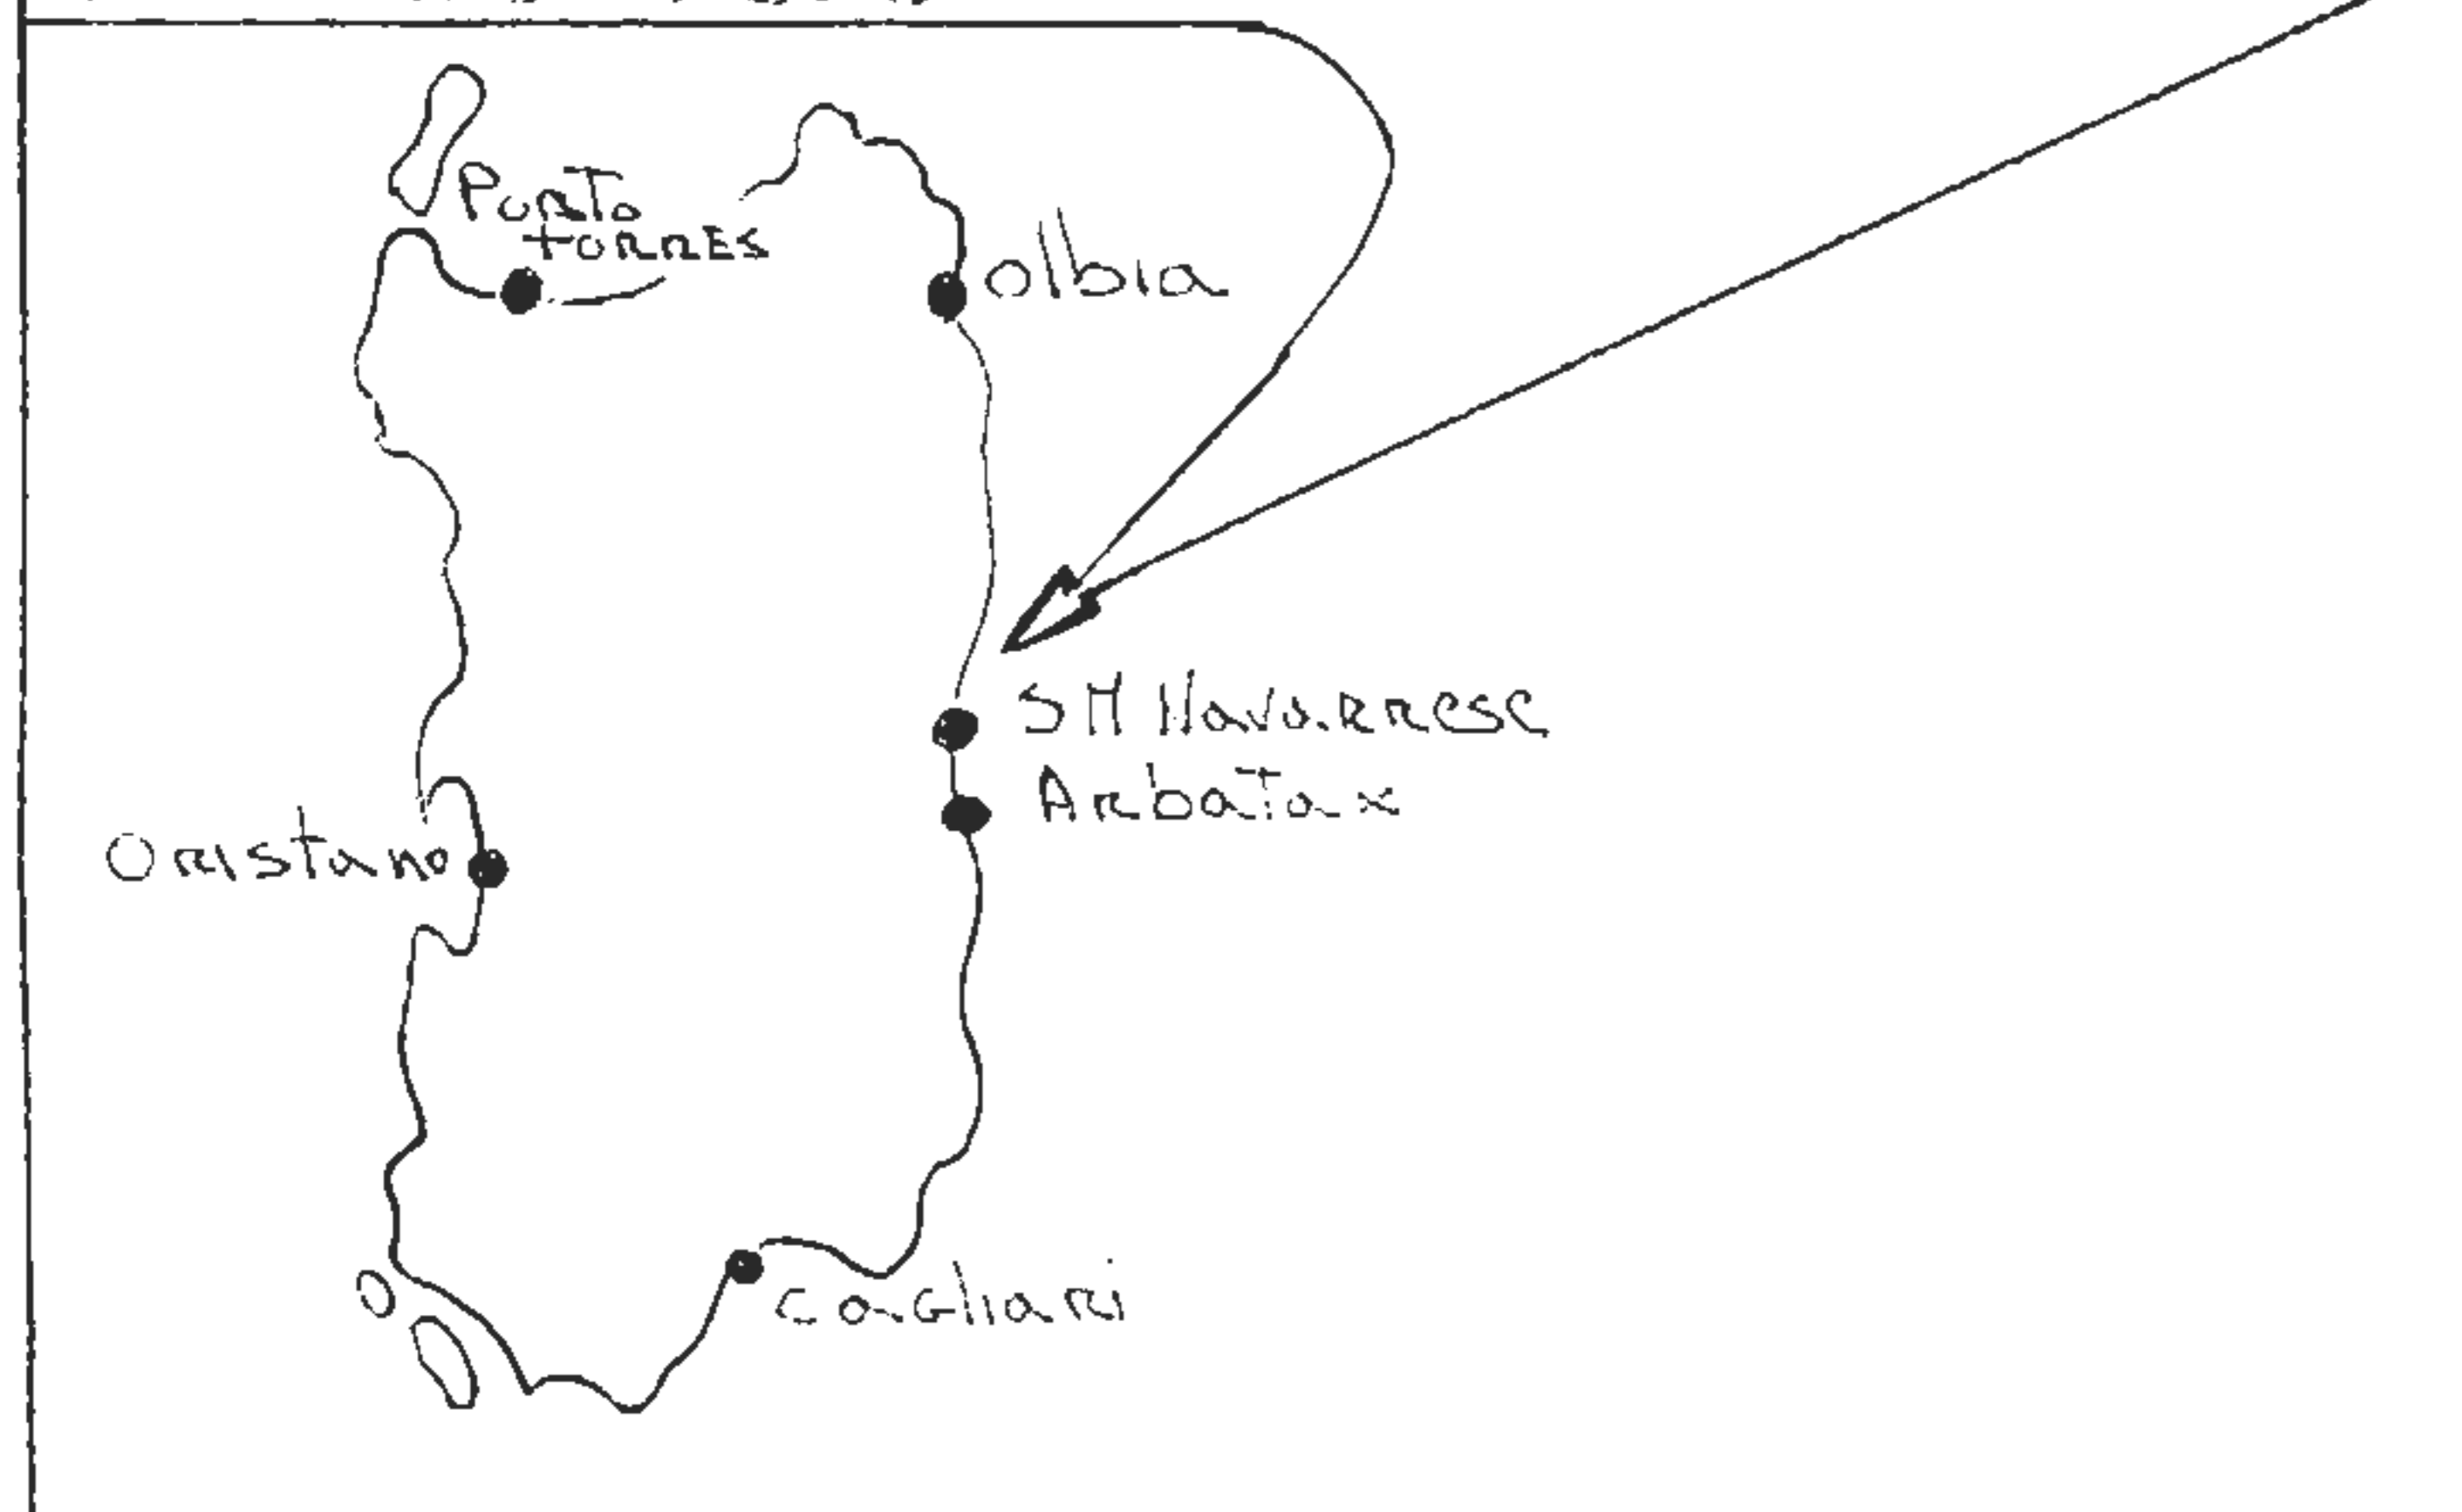 Porto
torres
olbia
SM Navarrese
Arbatax
Oristano
Cagliari